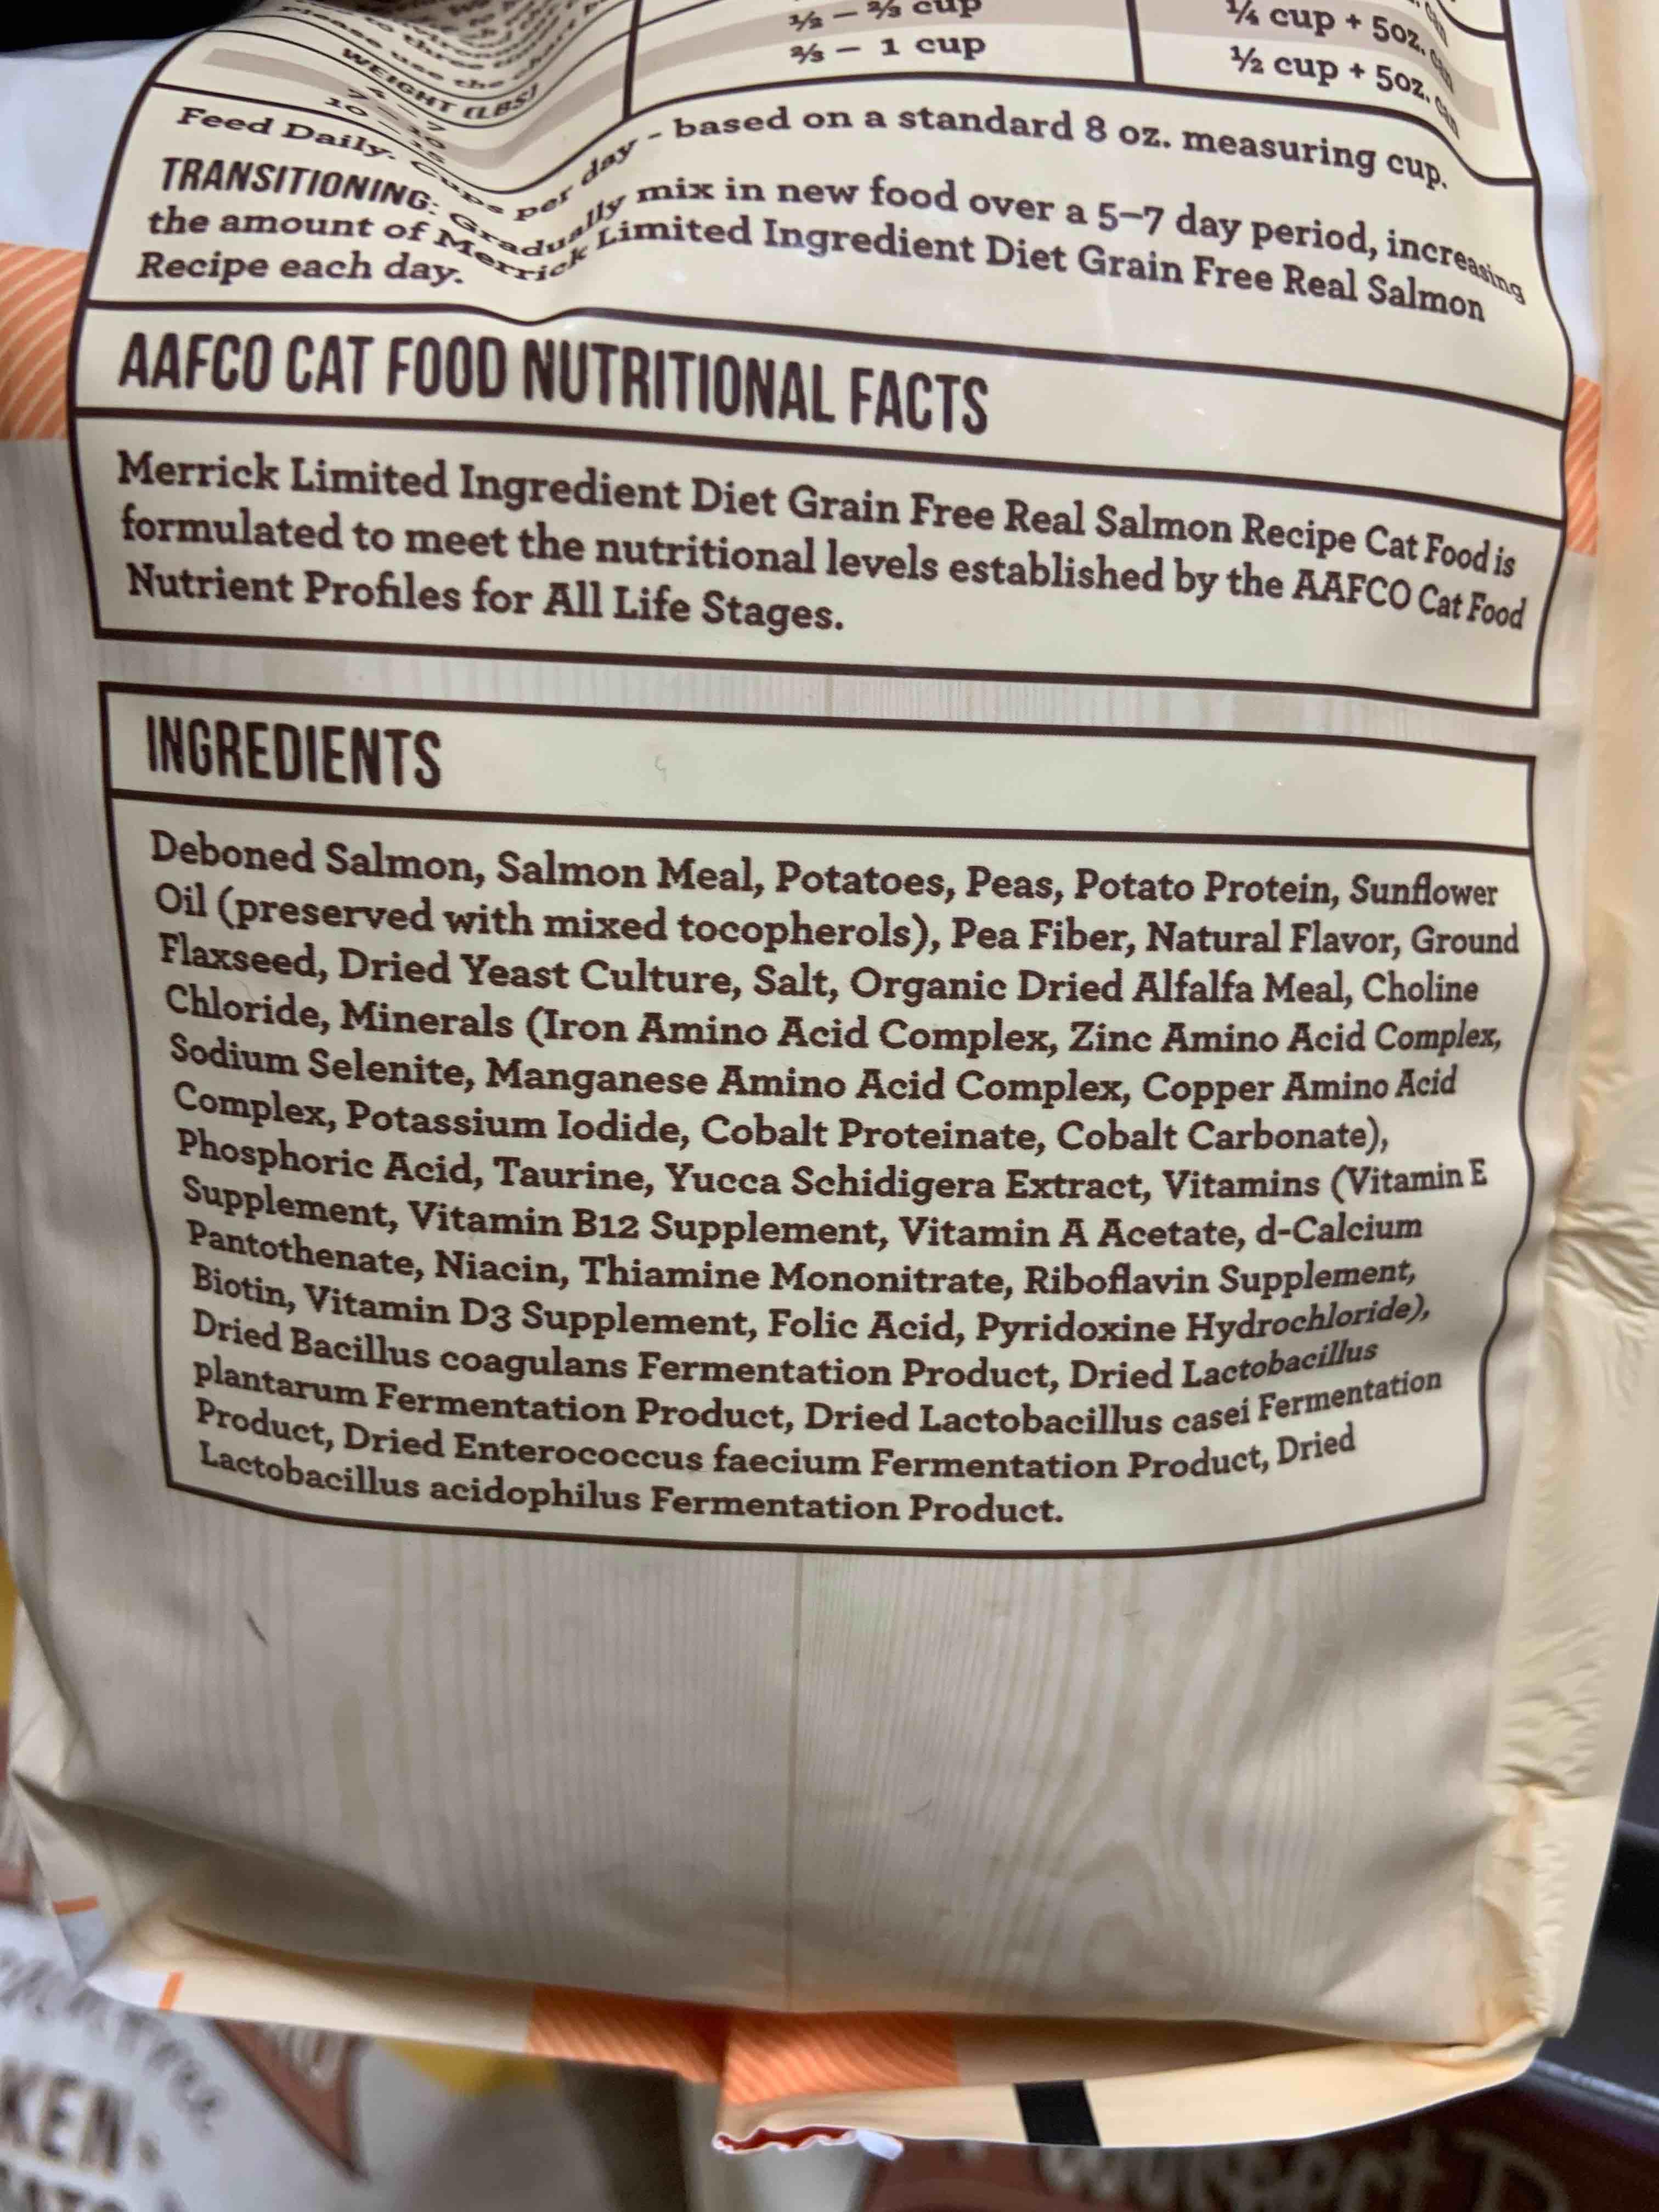 WEIGHT (LBS)
½ – ⅔ cup
¼ cup + 5oz. can
⅔ – 1 cup
½ cup + 5oz. can
Feed Daily. Cups per day - based on a standard 8 oz. measuring cup.
TRANSITIONING: Gradually mix in new food over a 5–7 day period, increasing
the amount of Merrick Limited Ingredient Diet Grain Free Real Salmon
Recipe each day.
AAFCO CAT FOOD NUTRITIONAL FACTS
Merrick Limited Ingredient Diet Grain Free Real Salmon Recipe Cat Food is
formulated to meet the nutritional levels established by the AAFCO Cat Food
Nutrient Profiles for All Life Stages.
INGREDIENTS
Deboned Salmon, Salmon Meal, Potatoes, Peas, Potato Protein, Sunflower
Oil (preserved with mixed tocopherols), Pea Fiber, Natural Flavor, Ground
Flaxseed, Dried Yeast Culture, Salt, Organic Dried Alfalfa Meal, Choline
Chloride, Minerals (Iron Amino Acid Complex, Zinc Amino Acid Complex,
Sodium Selenite, Manganese Amino Acid Complex, Copper Amino Acid
Complex, Potassium Iodide, Cobalt Proteinate, Cobalt Carbonate),
Phosphoric Acid, Taurine, Yucca Schidigera Extract, Vitamins (Vitamin E
Supplement, Vitamin B12 Supplement, Vitamin A Acetate, d-Calcium
Pantothenate, Niacin, Thiamine Mononitrate, Riboflavin Supplement,
Biotin, Vitamin D3 Supplement, Folic Acid, Pyridoxine Hydrochloride),
Dried Bacillus coagulans Fermentation Product, Dried Lactobacillus
plantarum Fermentation Product, Dried Lactobacillus casei Fermentation
Product, Dried Enterococcus faecium Fermentation Product, Dried
Lactobacillus acidophilus Fermentation Product.